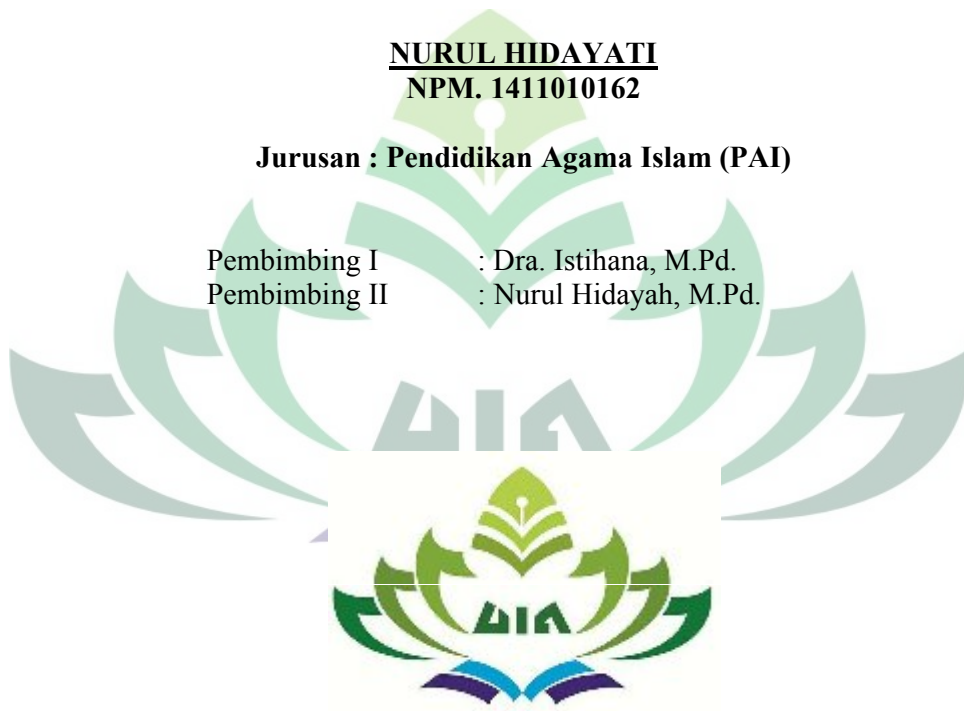 NURUL HIDAYATI
NPM. 1411010162
Jurusan : Pendidikan Agama Islam (PAI)
Pembimbing I : Dra. Istihana, M.Pd.
Pembimbing II : Nurul Hidayah, M.Pd.
UIN
UIN